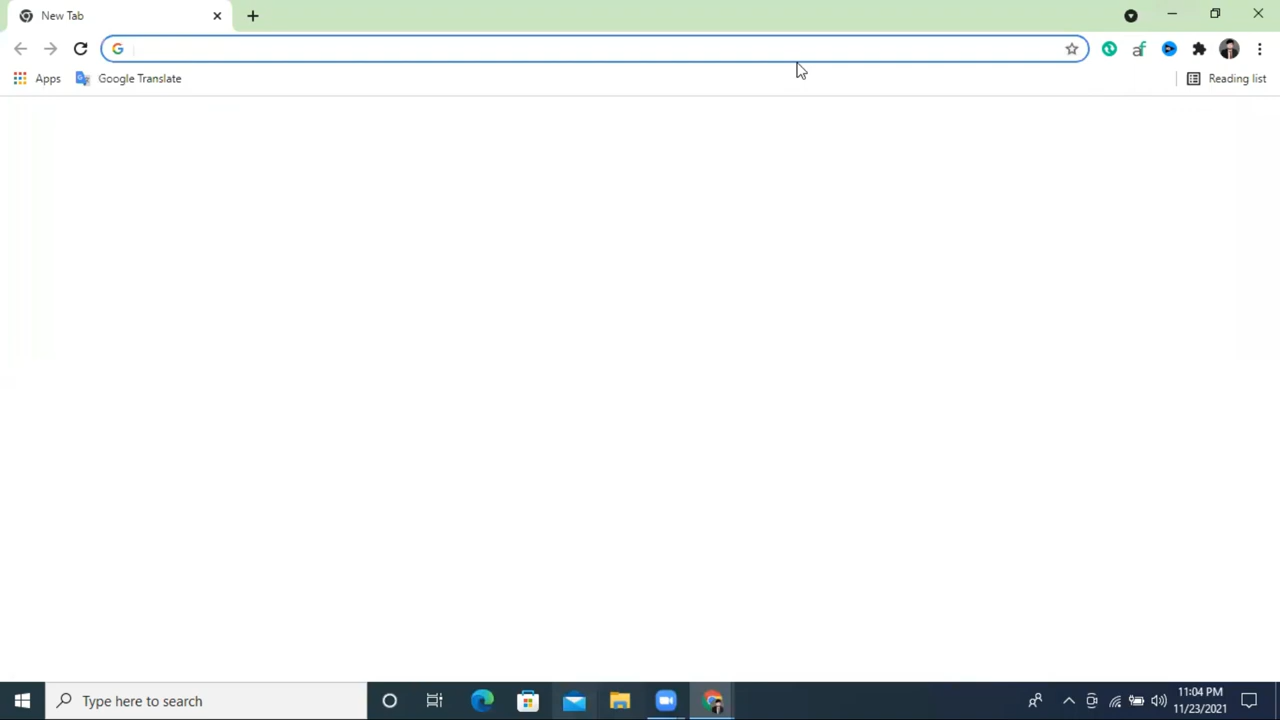 New Tab
Apps
Google Translate
Reading list
Type here to search
11:04 PM
11/23/2021